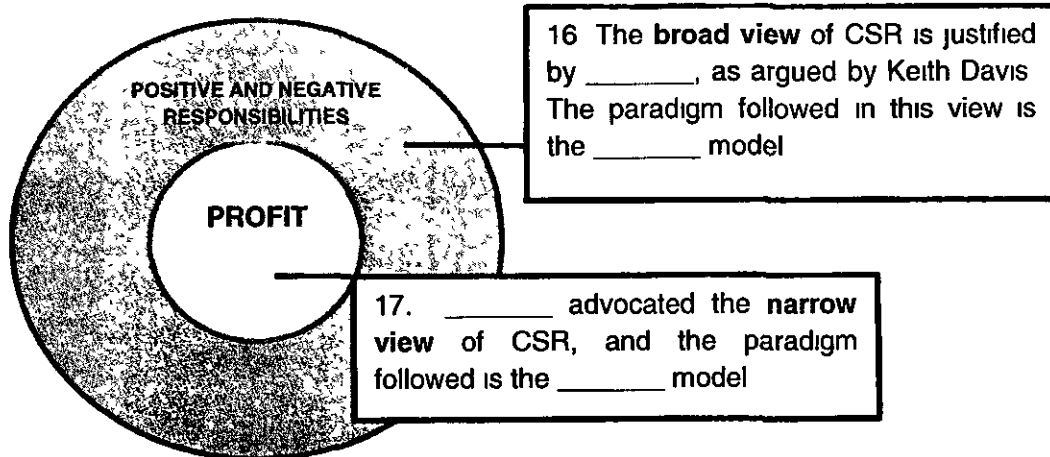 POSITIVE AND NEGATIVE
RESPONSIBILITIES
PROFIT
16 The broad view of CSR is justified
by _______, as argued by Keith Davis
The paradigm followed in this view is
the _______ model
17. _______ advocated the narrow
view of CSR, and the paradigm
followed is the _______ model